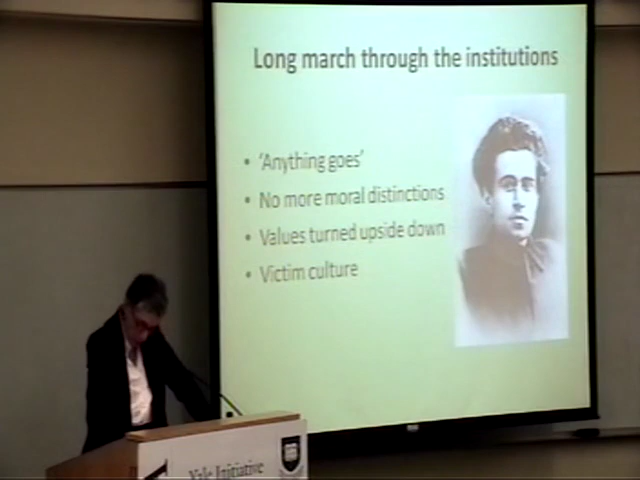 Long march through the institutions
• 'Anything goes'
• No more moral distinctions
• Values turned upside down
• Victim culture
Yale Initiative